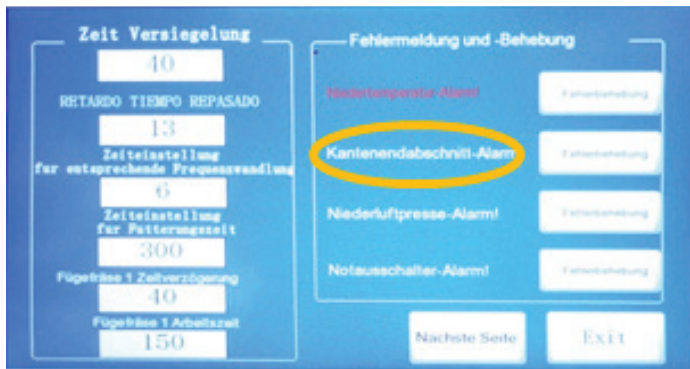 Zeit Versiegelung
40
RETARDO TIEMPO REPASADO
13
Zeiteinstellung
fur entsprechende Frequenzwandlung
6
Zeiteinstellung
fur Futterungszeit
300
Fügefräse 1 Zeitverzögerung
40
Fügefräse 1 Arbeitszeit
150
Fehlermeldung und -Behebung
Niedertemperatur-Alarm!
Fehlerbehebung
Kantenendabschnitt-Alarm
Fehlerbehebung
Niederluftpresse-Alarm!
Fehlerbehebung
Notausschalter-Alarm!
Fehlerbehebung
Nächste Seite
Exit